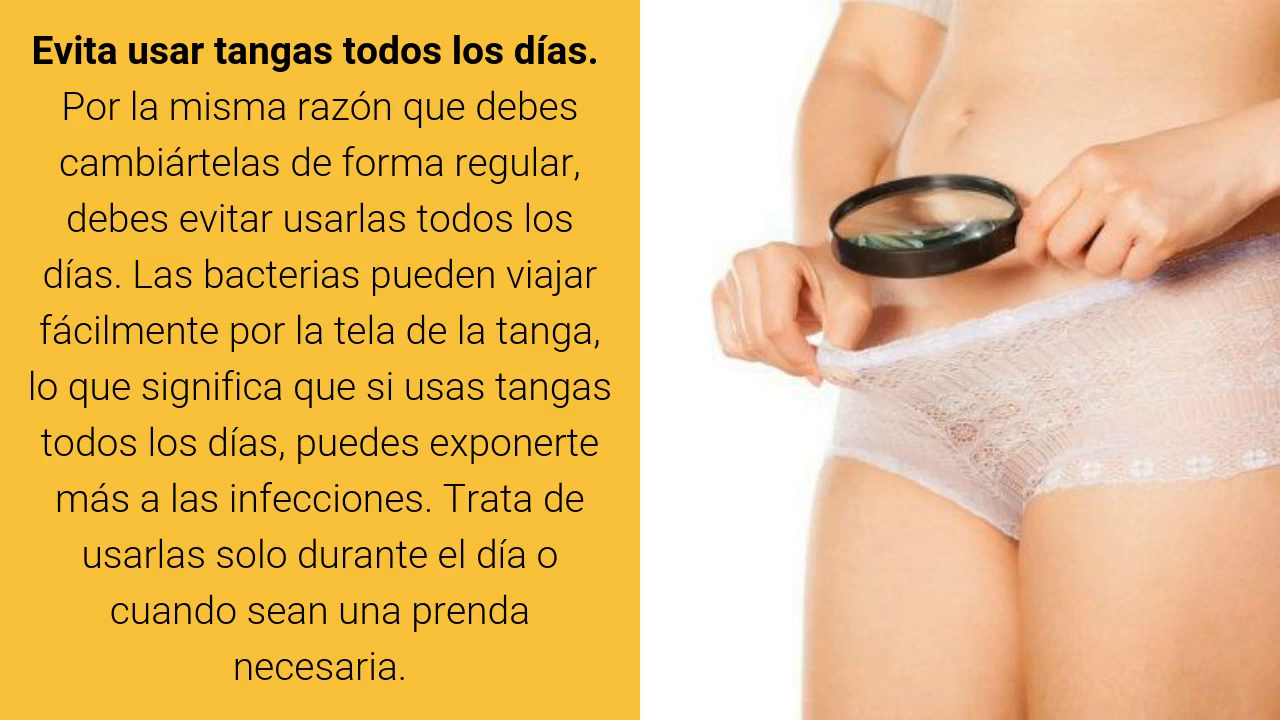 Evita usar tangas todos los días.
Por la misma razón que debes
cambiártelas de forma regular,
debes evitar usarlas todos los
días. Las bacterias pueden viajar
fácilmente por la tela de la tanga,
lo que significa que si usas tangas
todos los días, puedes exponerte
más a las infecciones. Trata de
usarlas solo durante el día o
cuando sean una prenda
necesaria.